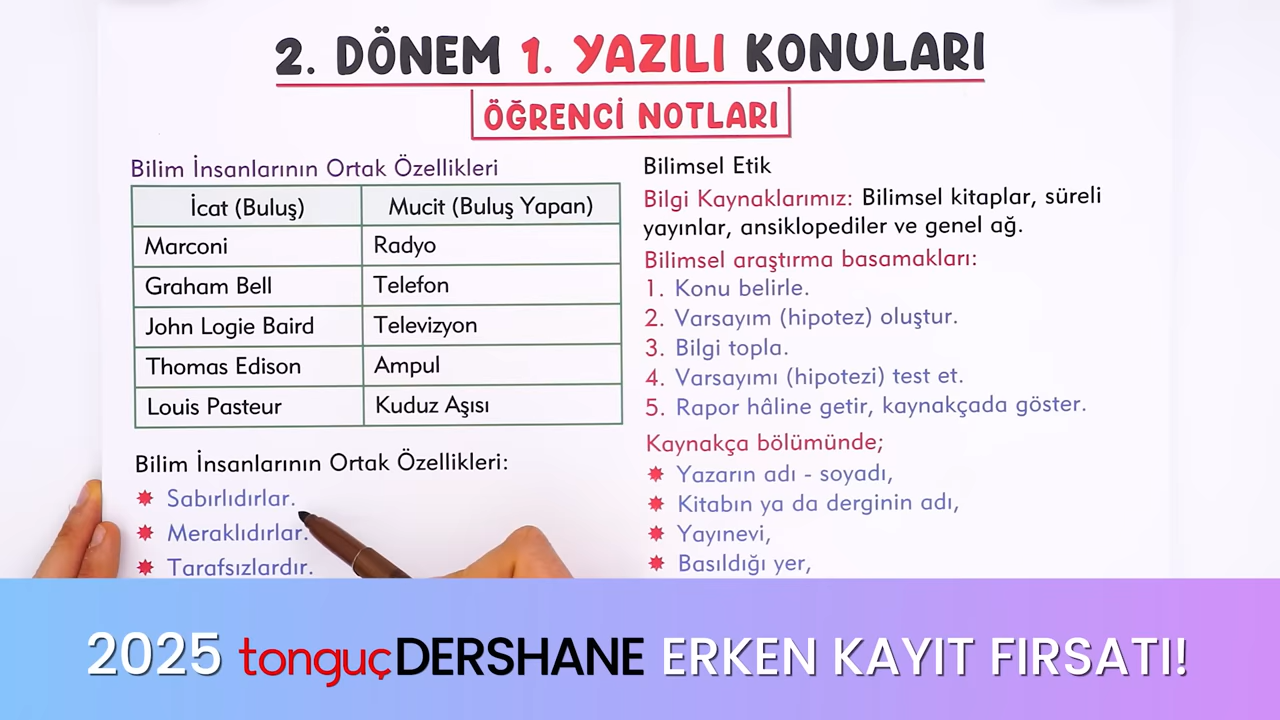 2. DÖNEM 1. YAZILI KONULARI
ÖĞRENCİ NOTLARI
Bilim İnsanlarının Ortak Özellikleri
İcat (Buluş) Mucit (Buluş Yapan)
Marconi Radyo
Graham Bell Telefon
John Logie Baird Televizyon
Thomas Edison Ampul
Louis Pasteur Kuduz Aşısı
Bilim İnsanlarının Ortak Özellikleri:
Sabırlıdırlar.
Meraklıdırlar.
Tarafsızlardır.
Bilimsel Etik
Bilgi Kaynaklarımız: Bilimsel kitaplar, süreli
yayınlar, ansiklopediler ve genel ağ.
Bilimsel araştırma basamakları:
1. Konu belirle.
2. Varsayım (hipotez) oluştur.
3. Bilgi topla.
4. Varsayımı (hipotezi) test et.
5. Rapor hâline getir, kaynakçada göster.
Kaynakça bölümünde;
Yazarın adı - soyadı,
Kitabın ya da derginin adı,
Yayınevi,
Basıldığı yer,
2025 tonguçDERSHANE ERKEN KAYIT FIRSATI!